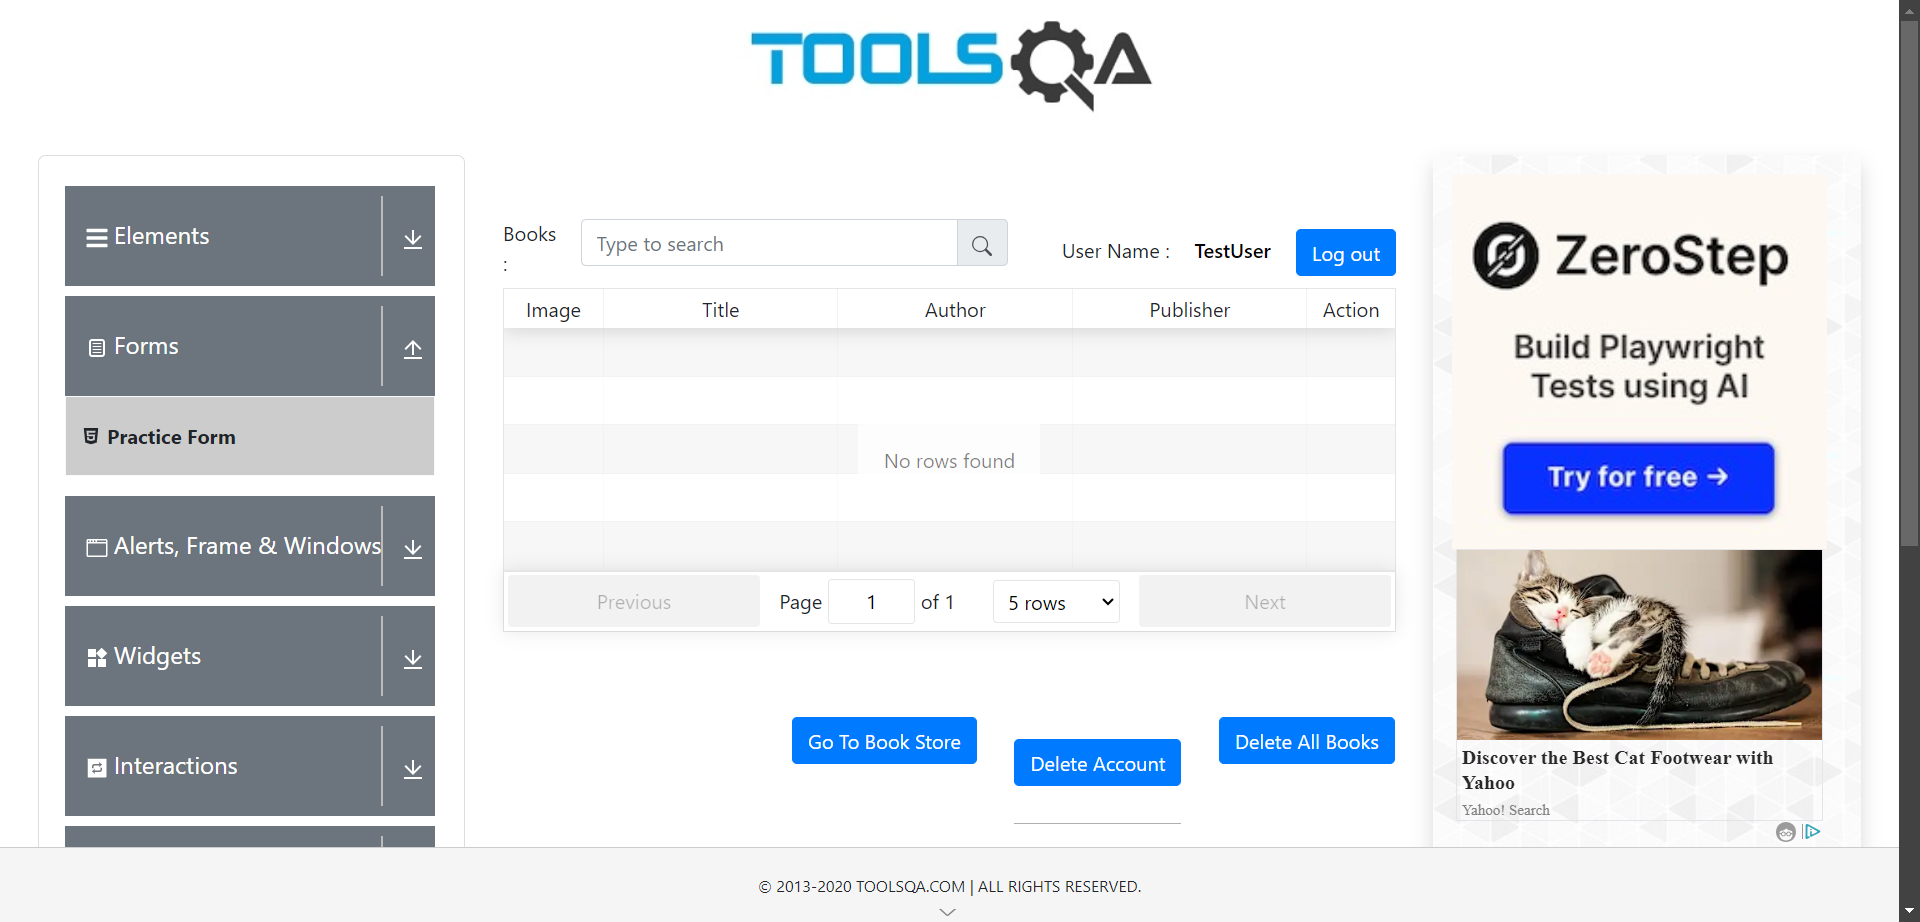 TOOLSQA
Elements
Forms
Practice Form
Alerts, Frame & Windows
Widgets
Interactions
Books
:
Type to search
User Name :
TestUser
Log out
Image
Title
Author
Publisher
Action
No rows found
Previous
Page
1
of 1
5 rows
Next
Go To Book Store
Delete Account
Delete All Books
ZeroStep
Build Playwright
Tests using AI
Try for free →
Discover the Best Cat Footwear with
Yahoo
Yahoo! Search
© 2013-2020 TOOLSQA.COM | ALL RIGHTS RESERVED.